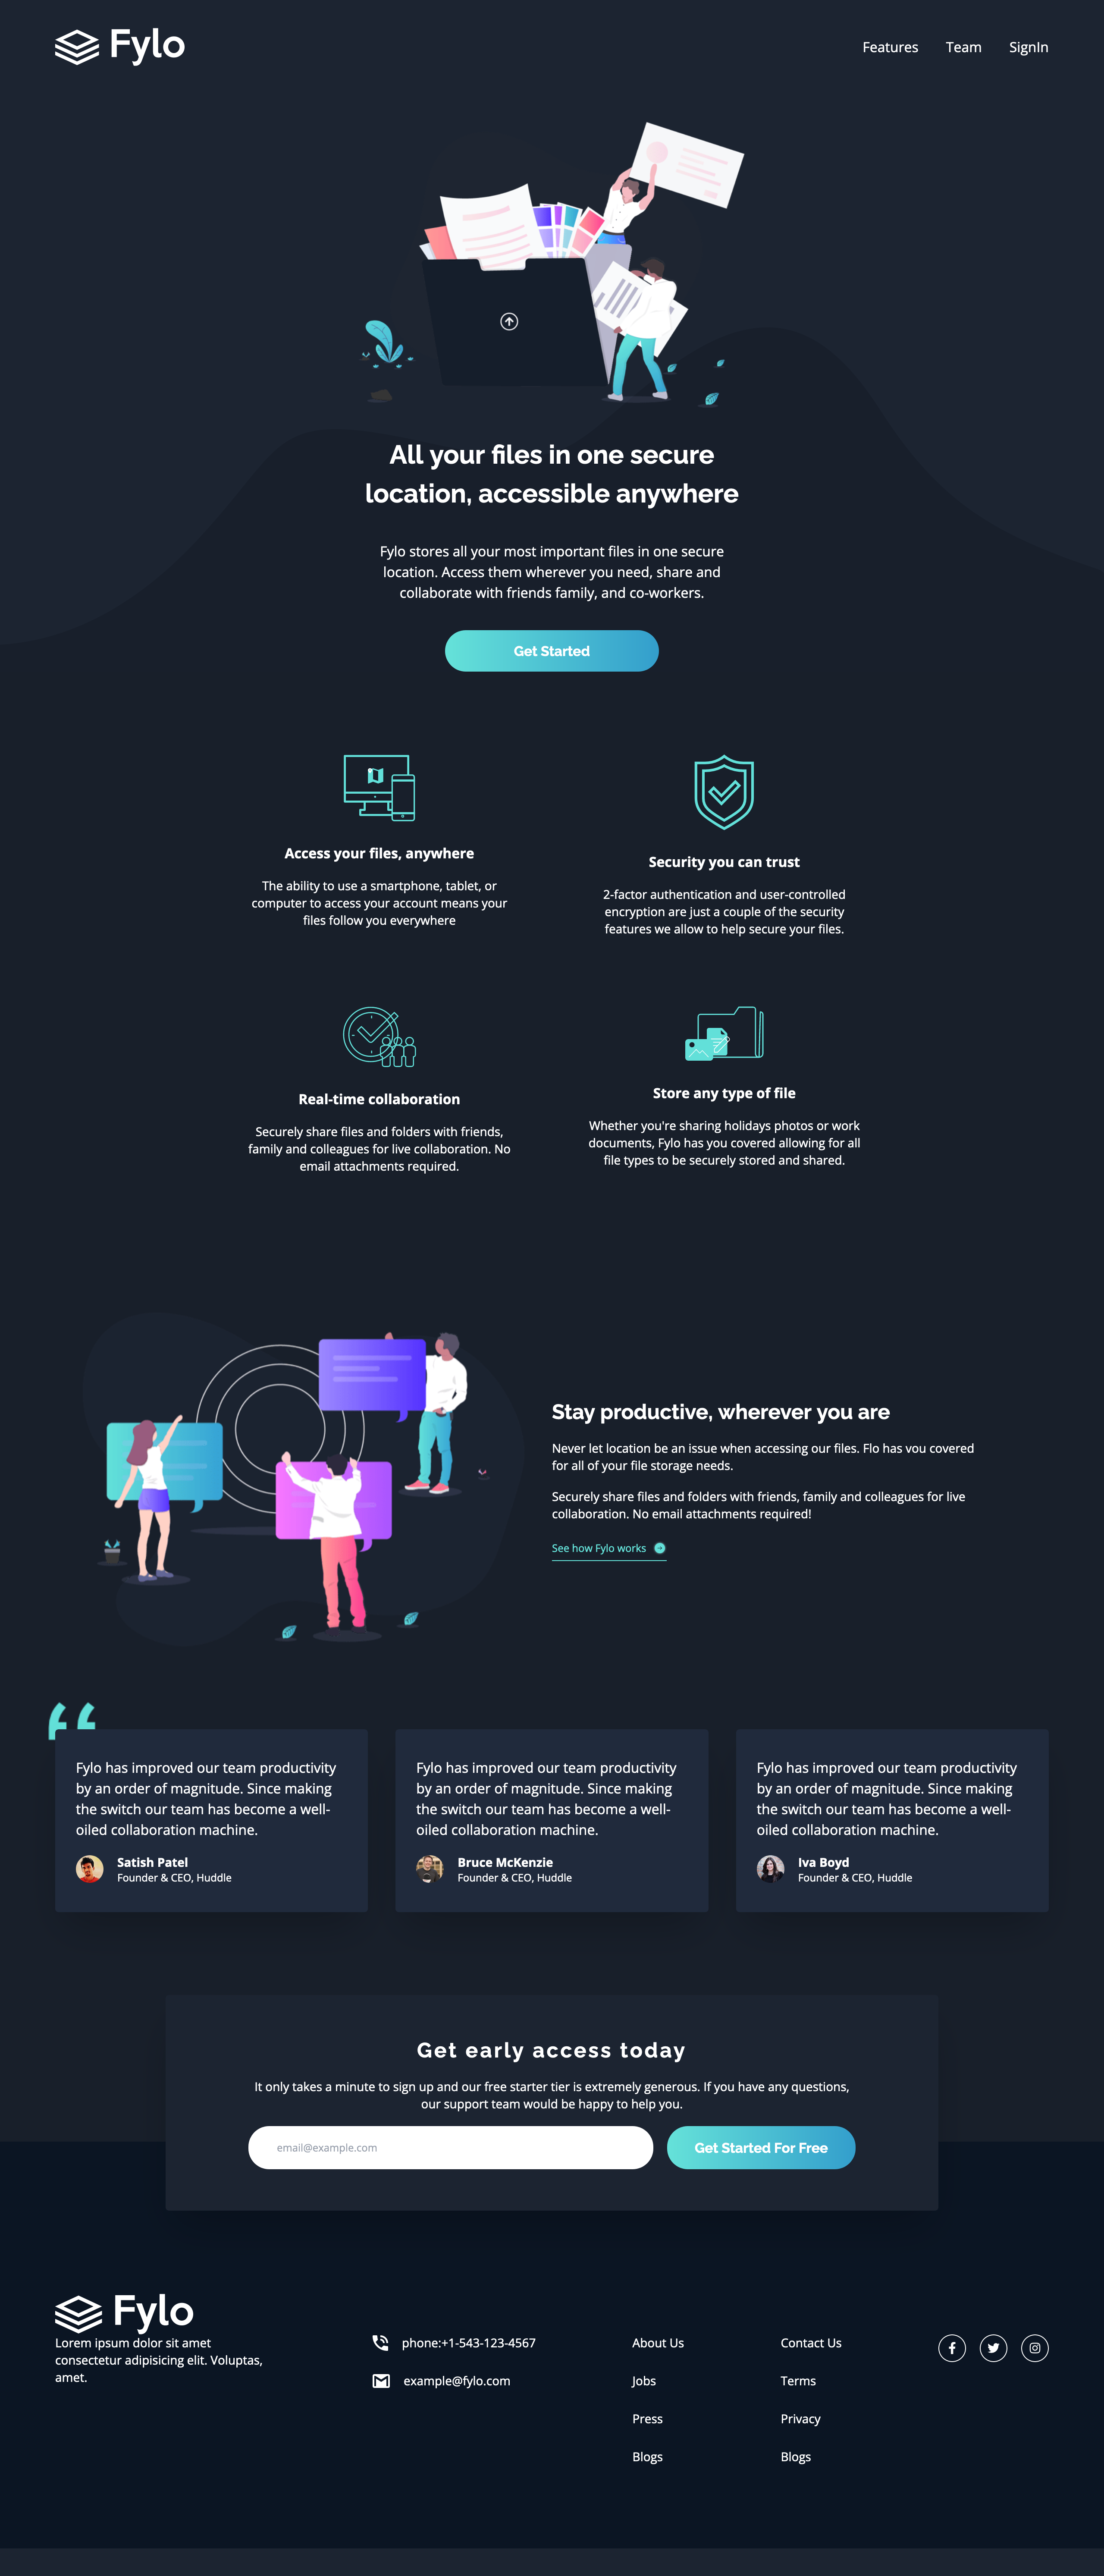 Fylo
Features
Team
SignIn
All your files in one secure
location, accessible anywhere
Fylo stores all your most important files in one secure
location. Access them wherever you need, share and
collaborate with friends family, and co-workers.
Get Started
Access your files, anywhere
The ability to use a smartphone, tablet, or
computer to access your account means your
files follow you everywhere
Security you can trust
2-factor authentication and user-controlled
encryption are just a couple of the security
features we allow to help secure your files.
Real-time collaboration
Securely share files and folders with friends,
family and colleagues for live collaboration. No
email attachments required.
Store any type of file
Whether you're sharing holidays photos or work
documents, Fylo has you covered allowing for all
file types to be securely stored and shared.
Stay productive, wherever you are
Never let location be an issue when accessing our files. Flo has vou covered
for all of your file storage needs.
Securely share files and folders with friends, family and colleagues for live
collaboration. No email attachments required!
See how Fylo works
Fylo has improved our team productivity
by an order of magnitude. Since making
the switch our team has become a well-
oiled collaboration machine.
Satish Patel
Founder & CEO, Huddle
Fylo has improved our team productivity
by an order of magnitude. Since making
the switch our team has become a well-
oiled collaboration machine.
Bruce McKenzie
Founder & CEO, Huddle
Fylo has improved our team productivity
by an order of magnitude. Since making
the switch our team has become a well-
oiled collaboration machine.
Iva Boyd
Founder & CEO, Huddle
Get early access today
It only takes a minute to sign up and our free starter tier is extremely generous. If you have any questions,
our support team would be happy to help you.
email@example.com
Get Started For Free
Fylo
Lorem ipsum dolor sit amet
consectetur adipisicing elit. Voluptas,
amet.
phone:+1-543-123-4567
example@fylo.com
About Us
Jobs
Press
Blogs
Contact Us
Terms
Privacy
Blogs